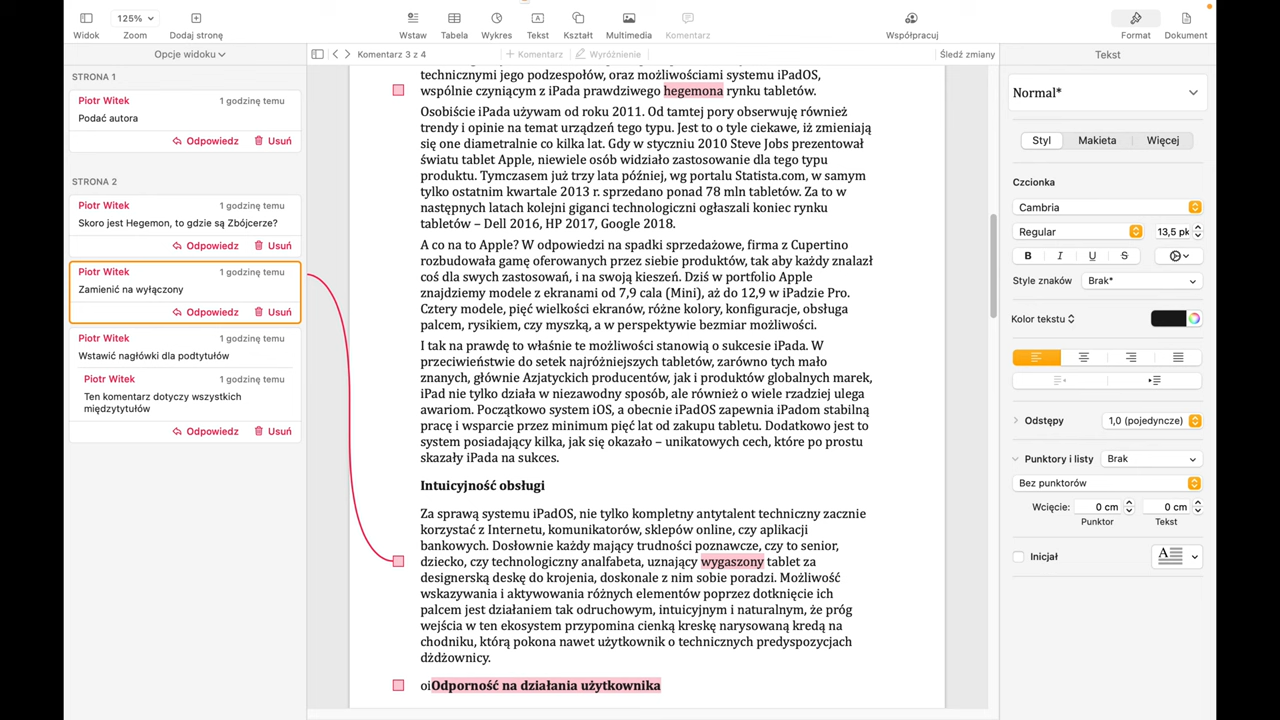 125%
Widok
Zoom
Dodaj stronę
Wstaw
Tabela
Wykres
Tekst
Kształt
Multimedia
Komentarz
Współpracuj
Format
Dokument
Opcje widoku
Komentarz 3 z 4
Komentarz
Wyróżnienie
Śledź zmiany
Tekst
STRONA 1
Piotr Witek 1 godzinę temu
Podać autora
Odpowiedz Usuń
STRONA 2
Piotr Witek 1 godzinę temu
Skoro jest Hegemon, to gdzie są Zbójcerze?
Odpowiedz Usuń
Piotr Witek 1 godzinę temu
Zamienić na wyłączony
Odpowiedz Usuń
Piotr Witek 1 godzinę temu
Wstawić nagłówki dla podtytułów
Piotr Witek 1 godzinę temu
Ten komentarz dotyczy wszystkich
międzytytułów
Odpowiedz Usuń
technicznymi jego podzespołów, oraz możliwościami systemu iPadOS,
wspólnie czyniącym z iPada prawdziwego hegemona rynku tabletów.
Osobiście iPada używam od roku 2011. Od tamtej pory obserwuję również
trendy i opinie na temat urządzeń tego typu. Jest to o tyle ciekawe, iż zmieniają
się one diametralnie co kilka lat. Gdy w styczniu 2010 Steve Jobs prezentował
światu tablet Apple, niewiele osób widziało zastosowanie dla tego typu
produktu. Tymczasem już trzy lata później, wg portalu Statista.com, w samym
tylko ostatnim kwartale 2013 r. sprzedano ponad 78 mln tabletów. Za to w
następnych latach kolejni giganci technologiczni ogłaszali koniec rynku
tabletów – Dell 2016, HP 2017, Google 2018.
A co na to Apple? W odpowiedzi na spadki sprzedażowe, firma z Cupertino
rozbudowała gamę oferowanych przez siebie produktów, tak aby każdy znalazł
coś dla swych zastosowań, i na swoją kieszeń. Dziś w portfolio Apple
znajdziemy modele z ekranami od 7,9 cala (Mini), aż do 12,9 w iPadzie Pro.
Cztery modele, pięć wielkości ekranów, różne kolory, konfiguracje, obsługa
palcem, rysikiem, czy myszką, a w perspektywie bezmiar możliwości.
I tak na prawdę to właśnie te możliwości stanowią o sukcesie iPada. W
przeciwieństwie do setek najróżniejszych tabletów, zarówno tych mało
znanych, głównie Azjatyckich producentów, jak i produktów globalnych marek,
iPad nie tylko działa w niezawodny sposób, ale również o wiele rzadziej ulega
awariom. Początkowo system iOS, a obecnie iPadOS zapewnia iPadom stabilną
pracę i wsparcie przez minimum pięć lat od zakupu tabletu. Dodatkowo jest to
system posiadający kilka, jak się okazało – unikatowych cech, które po prostu
skazały iPada na sukces.
Intuicyjność obsługi
Za sprawą systemu iPadOS, nie tylko kompletny antytalent techniczny zacznie
korzystać z Internetu, komunikatorów, sklepów online, czy aplikacji
bankowych. Dosłownie każdy mający trudności poznawcze, czy to senior,
dziecko, czy technologiczny analfabeta, uznający wygaszony tablet za
designerską deskę do krojenia, doskonale z nim sobie poradzi. Możliwość
wskazywania i aktywowania różnych elementów poprzez dotknięcie ich
palcem jest działaniem tak odruchowym, intuicyjnym i naturalnym, że próg
wejścia w ten ekosystem przypomina cienką kreskę narysowaną kredą na
chodniku, którą pokona nawet użytkownik o technicznych predyspozycjach
dżdżownicy.
oiOdporność na działania użytkownika
Normal*
Styl Makieta Więcej
Czcionka
Cambria
Regular 13,5 pk
B I U S
Style znaków Brak*
Kolor tekstu
Odstępy 1,0 (pojedyncze)
Punktory i listy Brak
Bez punktorów
Wcięcie: 0 cm 0 cm
Punktor Tekst
Inicjał A